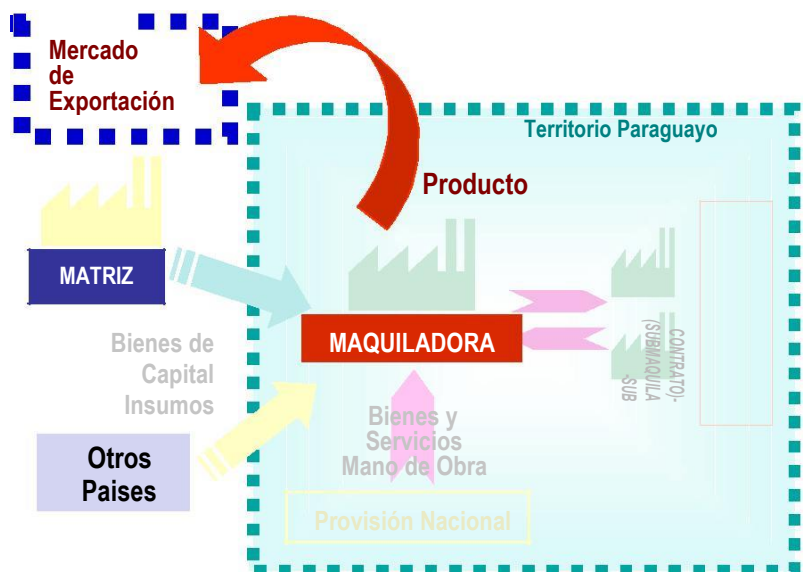 Mercado
de
Exportación
Territorio Paraguayo
Producto
MATRIZ
MAQUILADORA
Bienes de
Capital
Insumos
CONTRATO)-
(SUBMAQUILA
-SUB
Bienes y
Servicios
Mano de Obra
Otros
Paises
Provisión Nacional